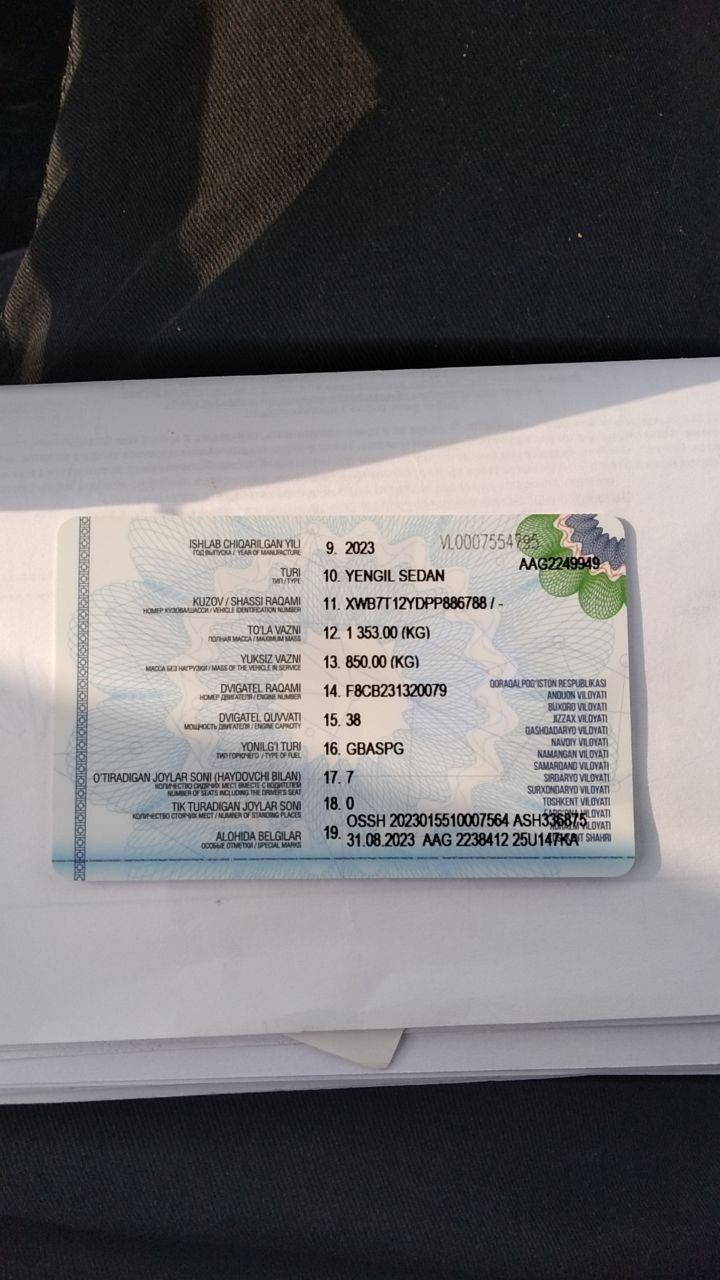 ISHLAB CHIQARILGAN YILI 9. 2023 VL0007554795
ГОД ВЫПУСКА / YEAR OF MANUFACTURE
AAG2249949
TURI 10. YENGIL SEDAN
ТИП / TYPE
KUZOV / SHASSI RAQAMI 11. XWB7T12YDPP886788 / -
НОМЕР КУЗОВА/ШАССИ / VEHICLE IDENTIFICATION NUMBER
TO'LA VAZNI 12. 1 353.00 (KG)
ПОЛНАЯ МАССА / MAXIMUM MASS
YUKSIZ VAZNI 13. 850.00 (KG)
МАССА БЕЗ НАГРУЗКИ / MASS OF THE VEHICLE IN SERVICE
DVIGATEL RAQAMI 14. F8CB231320079
НОМЕР ДВИГАТЕЛЯ / ENGINE NUMBER
DVIGATEL QUVVATI 15. 38
МОЩНОСТЬ ДВИГАТЕЛЯ / ENGINE CAPACITY
YONILG'I TURI 16. GBASPG
ТИП ГОРЮЧЕГО / TYPE OF FUEL
O'TIRADIGAN JOYLAR SONI (HAYDOVCHI BILAN) 17. 7
КОЛИЧЕСТВО СИДЯЧИХ МЕСТ ВМЕСТЕ С ВОДИТЕЛЕМ
NUMBER OF SEATS INCLUDING THE DRIVER'S SEAT
TIK TURADIGAN JOYLAR SONI 18. 0
КОЛИЧЕСТВО СТОЯЧИХ МЕСТ / NUMBER OF STANDING PLACES
ALOHIDA BELGILAR 19. OSSH 2023015510007564 ASH336875
ОСОБЫЕ ОТМЕТКИ / SPECIAL MARKS
31.08.2023 AAG 2238412 25U147KA
QORAQALPOG'ISTON RESPUBLIKASI
ANDIJON VILOYATI
BUXORO VILOYATI
JIZZAX VILOYATI
QASHQADARYO VILOYATI
NAVOIY VILOYATI
NAMANGAN VILOYATI
SAMARQAND VILOYATI
SIRDARYO VILOYATI
SURXONDARYO VILOYATI
TOSHKENT VILOYATI
VILOYATI
VILOYATI
SHAHRI